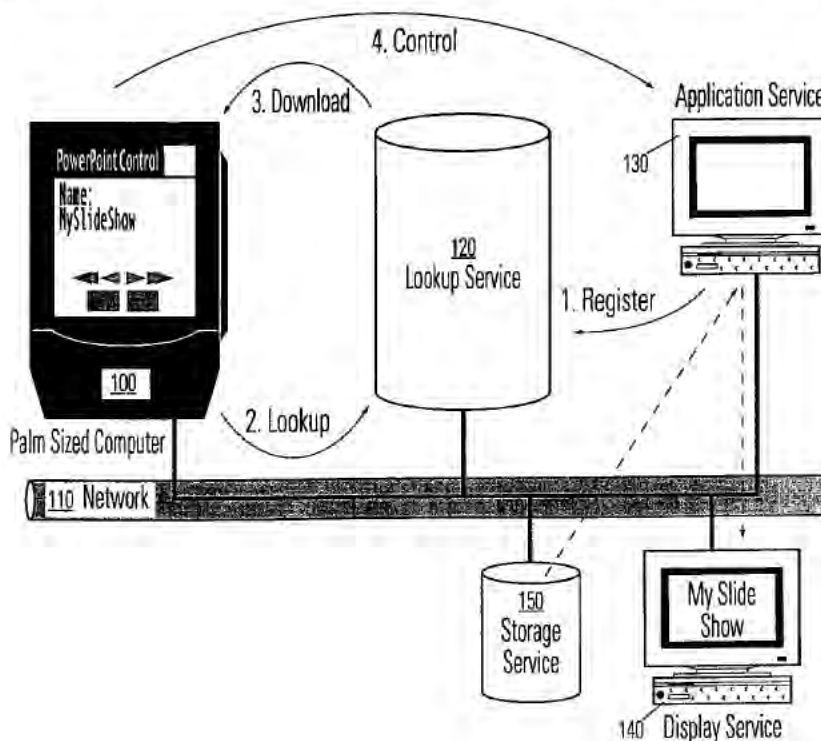 4. Control
3. Download
Application Service
130
PowerPoint Control
Name:
MySlideShow
120
Lookup Service
1. Register
100
2. Lookup
Palm Sized Computer
110 Network
150
Storage
Service
My Slide
Show
140 Display Service